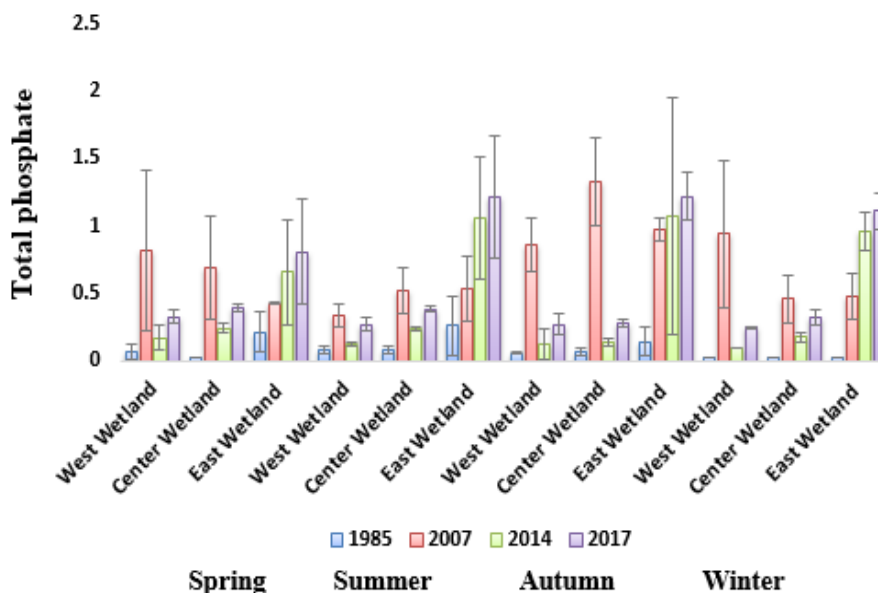 2.5
2
1.5
1
0.5
0
Total phosphate
West Wetland
Center Wetland
East Wetland
West Wetland
Center Wetland
East Wetland
West Wetland
Center Wetland
East Wetland
West Wetland
Center Wetland
East Wetland
1985 2007 2014 2017
Spring Summer Autumn Winter